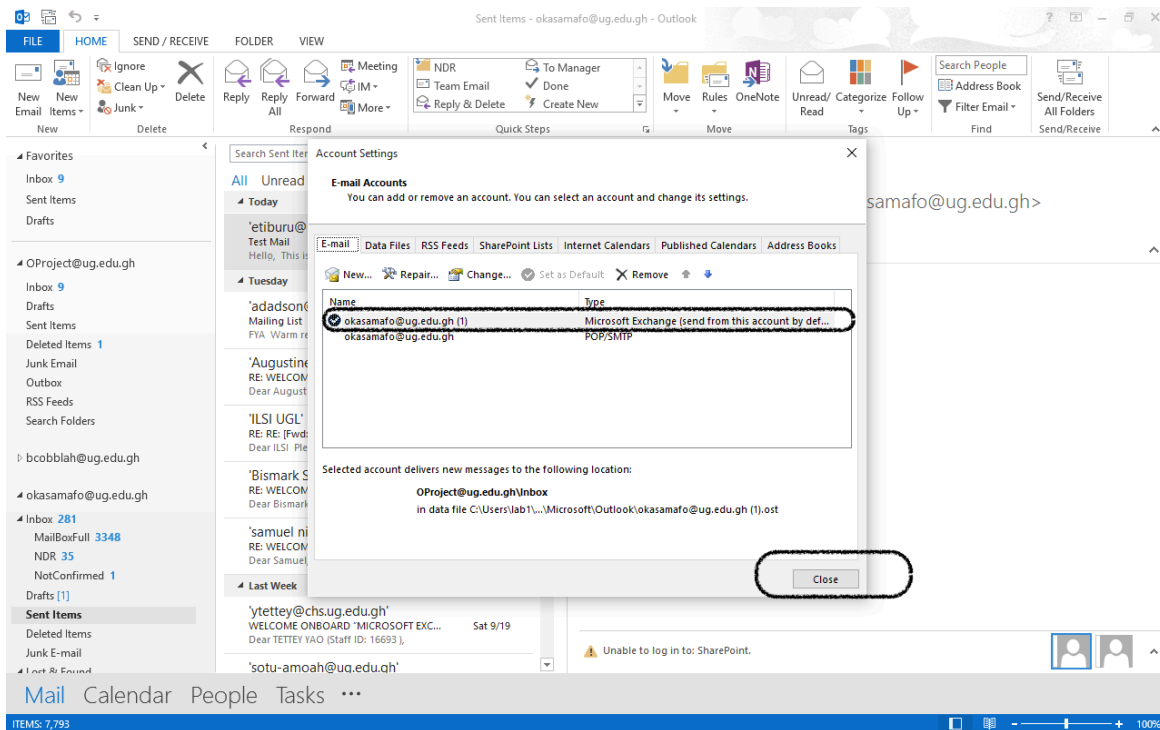 Sent Items - okasamafo@ug.edu.gh - Outlook
FILE HOME SEND / RECEIVE FOLDER VIEW
New Email
New Items
Ignore
Clean Up
Junk
Delete
Reply
Reply All
Forward
Meeting
IM
More
NDR
Team Email
Reply & Delete
To Manager
Done
Create New
Move
Rules
OneNote
Unread/ Read
Categorize
Follow Up
Search People
Address Book
Filter Email
Send/Receive All Folders
New Delete Respond Quick Steps Move Tags Find Send/Receive
Favorites
Inbox 9
Sent Items
Drafts
OProject@ug.edu.gh
Inbox 9
Drafts
Sent Items
Deleted Items 1
Junk Email
Outbox
RSS Feeds
Search Folders
bcobblah@ug.edu.gh
okasamafo@ug.edu.gh
Inbox 281
MailBoxFull 3348
NDR 35
NotConfirmed 1
Drafts [1]
Sent Items
Deleted Items
Junk E-mail
Lost & Found
Search Sent Iter
All Unread
Today
'etiburu@
Test Mail
Hello, This is
Tuesday
'adadson@
Mailing List
FYA Warm re
'Augustine
RE: WELCOM
Dear August
'ILSI UGL'
RE: RE: [Fwd:
Dear ILSI Ple
'Bismark S
RE: WELCOM
Dear Bismark
'samuel ni
RE: WELCOM
Dear Samuel,
Last Week
'ytettey@chs.ug.edu.gh'
WELCOME ONBOARD "MICROSOFT EXC... Sat 9/19
Dear TETTEY YAO (Staff ID: 16693 ),
'sotu-amoah@ug.edu.gh'
samafo@ug.edu.gh>
Account Settings
E-mail Accounts
You can add or remove an account. You can select an account and change its settings.
E-mail Data Files RSS Feeds SharePoint Lists Internet Calendars Published Calendars Address Books
New... Repair... Change... Set as Default Remove
Name Type
okasamafo@ug.edu.gh (1) Microsoft Exchange (send from this account by def...
okasamafo@ug.edu.gh POP/SMTP
Selected account delivers new messages to the following location:
OProject@ug.edu.gh\Inbox
in data file C:\Users\lab1\...\Microsoft\Outlook\okasamafo@ug.edu.gh (1).ost
Close
Unable to log in to: SharePoint.
Mail Calendar People Tasks ...
ITEMS: 7,793
100%